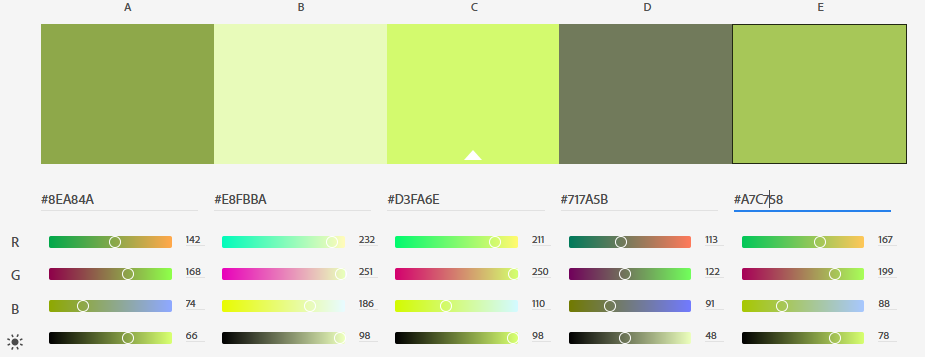 A B C D E
#8EA84A #E8FBBA #D3FA6E #717A5B #A7C758
R 142 232 211 113 167
G 168 251 250 122 199
B 74 186 110 91 88
66 98 98 48 78